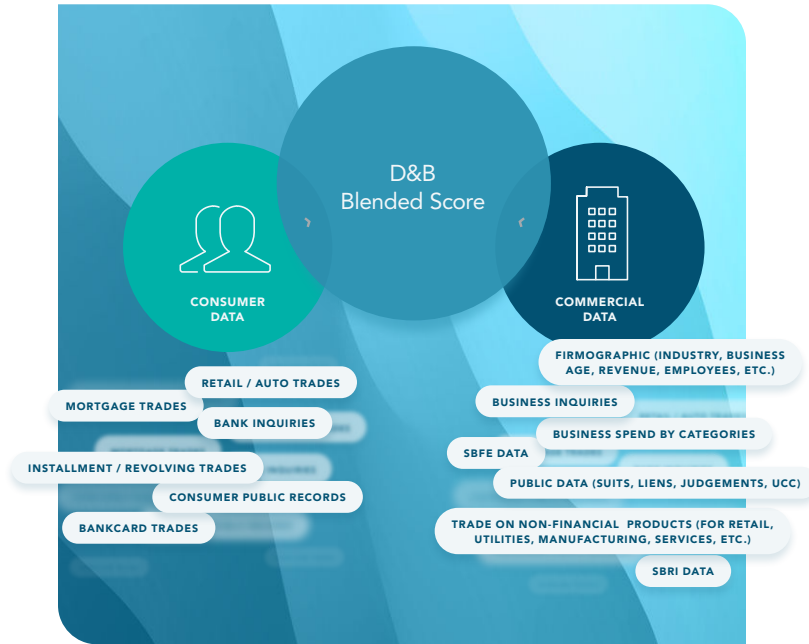 D&B
Blended Score
CONSUMER
DATA
COMMERCIAL
DATA
RETAIL / AUTO TRADES
MORTGAGE TRADES
BANK INQUIRIES
INSTALLMENT / REVOLVING TRADES
CONSUMER PUBLIC RECORDS
BANKCARD TRADES
FIRMOGRAPHIC (INDUSTRY, BUSINESS
AGE, REVENUE, EMPLOYEES, ETC.)
BUSINESS INQUIRIES
BUSINESS SPEND BY CATEGORIES
SBFE DATA
PUBLIC DATA (SUITS, LIENS, JUDGEMENTS, UCC)
TRADE ON NON-FINANCIAL PRODUCTS (FOR RETAIL,
UTILITIES, MANUFACTURING, SERVICES, ETC.)
SBRI DATA